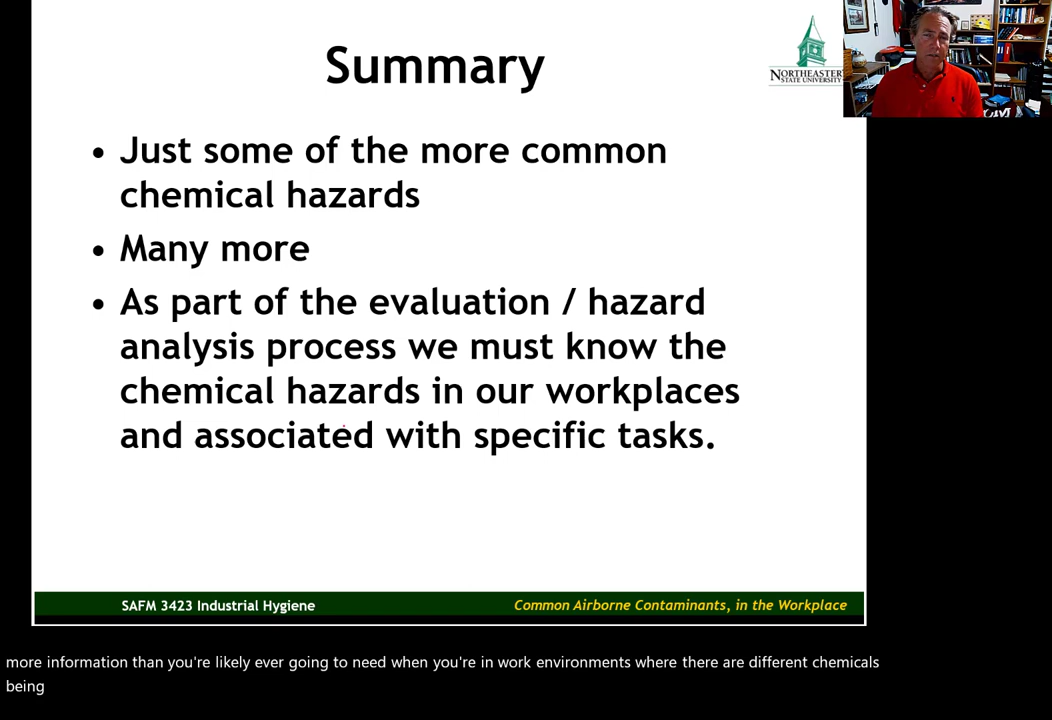 Summary
NORTHEASTER
STATE UNIVERSITY
• Just some of the more common
chemical hazards
• Many more
• As part of the evaluation / hazard
analysis process we must know the
chemical hazards in our workplaces
and associated with specific tasks.
SAFM 3423 Industrial Hygiene
Common Airborne Contaminants, in the Workplace
more information than you're likely ever going to need when you're in work environments where there are different chemicals
being